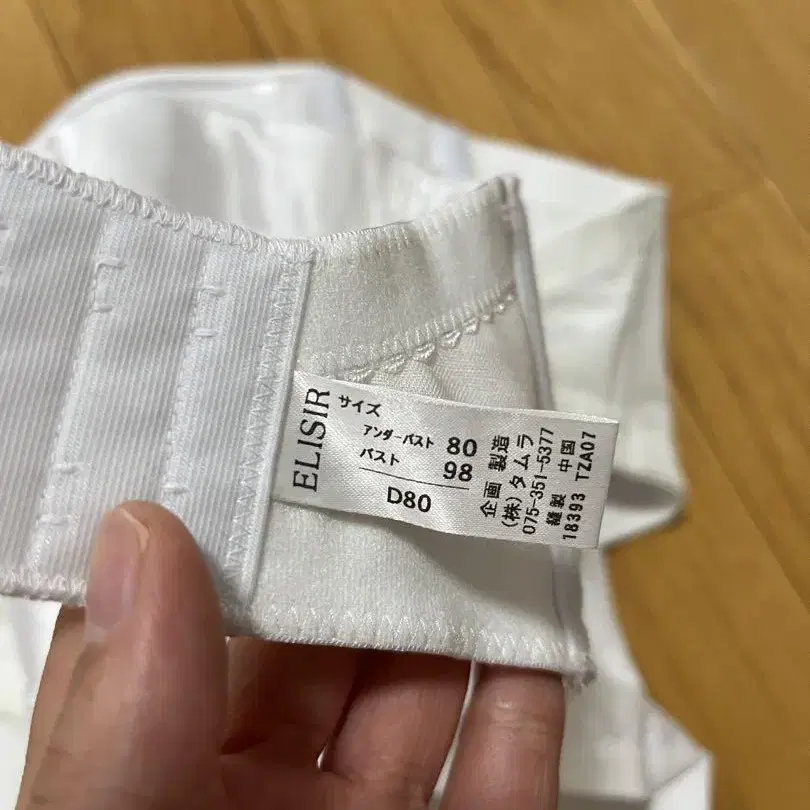 ELISIR
サイズ
アンダーバスト 80
バスト 98
D80
企画 製造
(株)タムラ
075-351-5377
縫製 中国
18393 TZA07